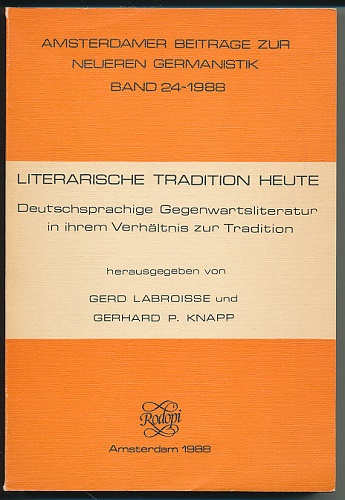 AMSTERDAMER BEITRÄGE ZUR
NEUEREN GERMANISTIK
BAND 24-1988
LITERARISCHE TRADITION HEUTE
Deutschsprachige Gegenwartsliteratur
in ihrem Verhältnis zur Tradition
herausgegeben von
GERD LABROISSE und
GERHARD P. KNAPP
Rodopi
Amsterdam 1988